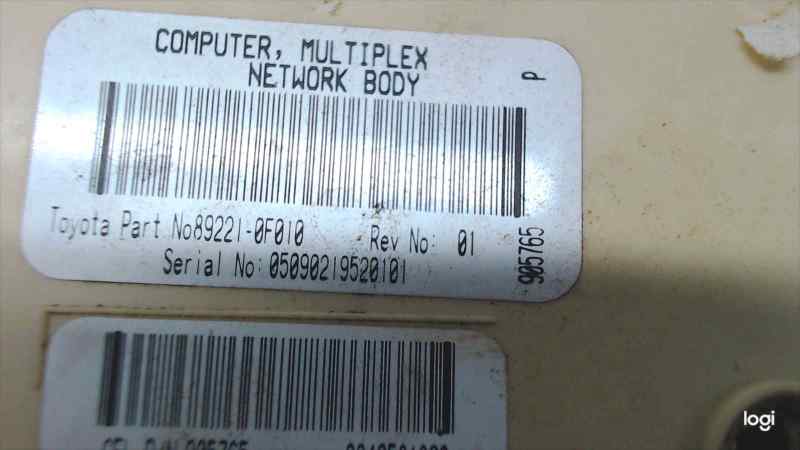 COMPUTER, MULTIPLEX
NETWORK BODY
P
Toyota Part No89221-0F010 Rev No: 01
Serial No: 05090219520101
905765
logi